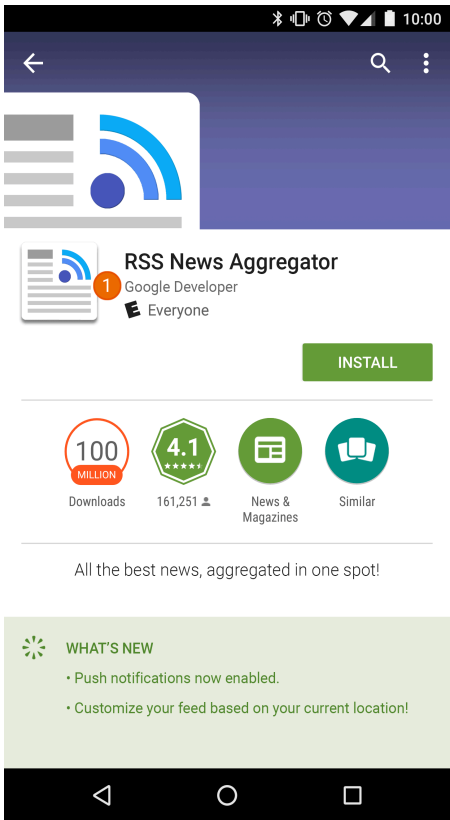 10:00
RSS News Aggregator
1
Google Developer
E Everyone
INSTALL
100
MILLION
4.1
Downloads
161,251
News &
Magazines
Similar
All the best news, aggregated in one spot!
WHAT’S NEW
• Push notifications now enabled.
• Customize your feed based on your current location!